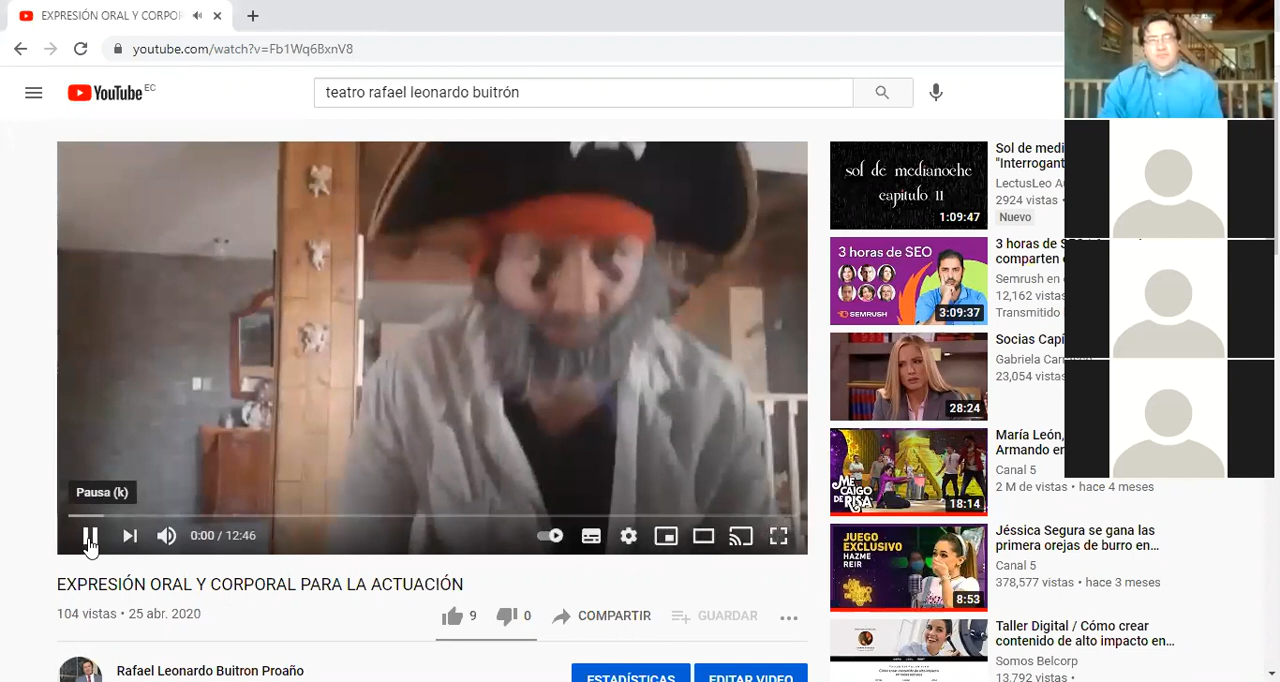 EXPRESIÓN ORAL Y CORPOR
youtube.com/watch?v=Fb1Wq6BxnV8
YouTube EC
teatro rafael leonardo buitrón
Pausa (k)
0:00 / 12:46
EXPRESIÓN ORAL Y CORPORAL PARA LA ACTUACIÓN
104 vistas • 25 abr. 2020
9
0
COMPARTIR
GUARDAR
Rafael Leonardo Buitron Proaño
ESTADÍSTICAS
EDITAR VIDEO
sol de medianoche
capitulo 11
1:09:47
Sol de medi
"Interrogant
LectusLeo Au
2924 vistas
Nuevo
3 horas de SEO
SEMRUSH
3:09:37
3 horas de
comparten
Semrush en
12,162 vistas
Transmitido
28:24
Socias Capí
Gabriela Carr
23,054 vistas
ME
CAIGO
DE RISA
18:14
María León,
Armando en
Canal 5
2 M de vistas • hace 4 meses
JUEGO
EXCLUSIVO
HAZME
REIR
8:53
Jéssica Segura se gana las
primera orejas de burro en...
Canal 5
378,577 vistas • hace 3 meses
Taller Digital / Cómo crear
contenido de alto impacto en...
Somos Belcorp
13.792 vistas •